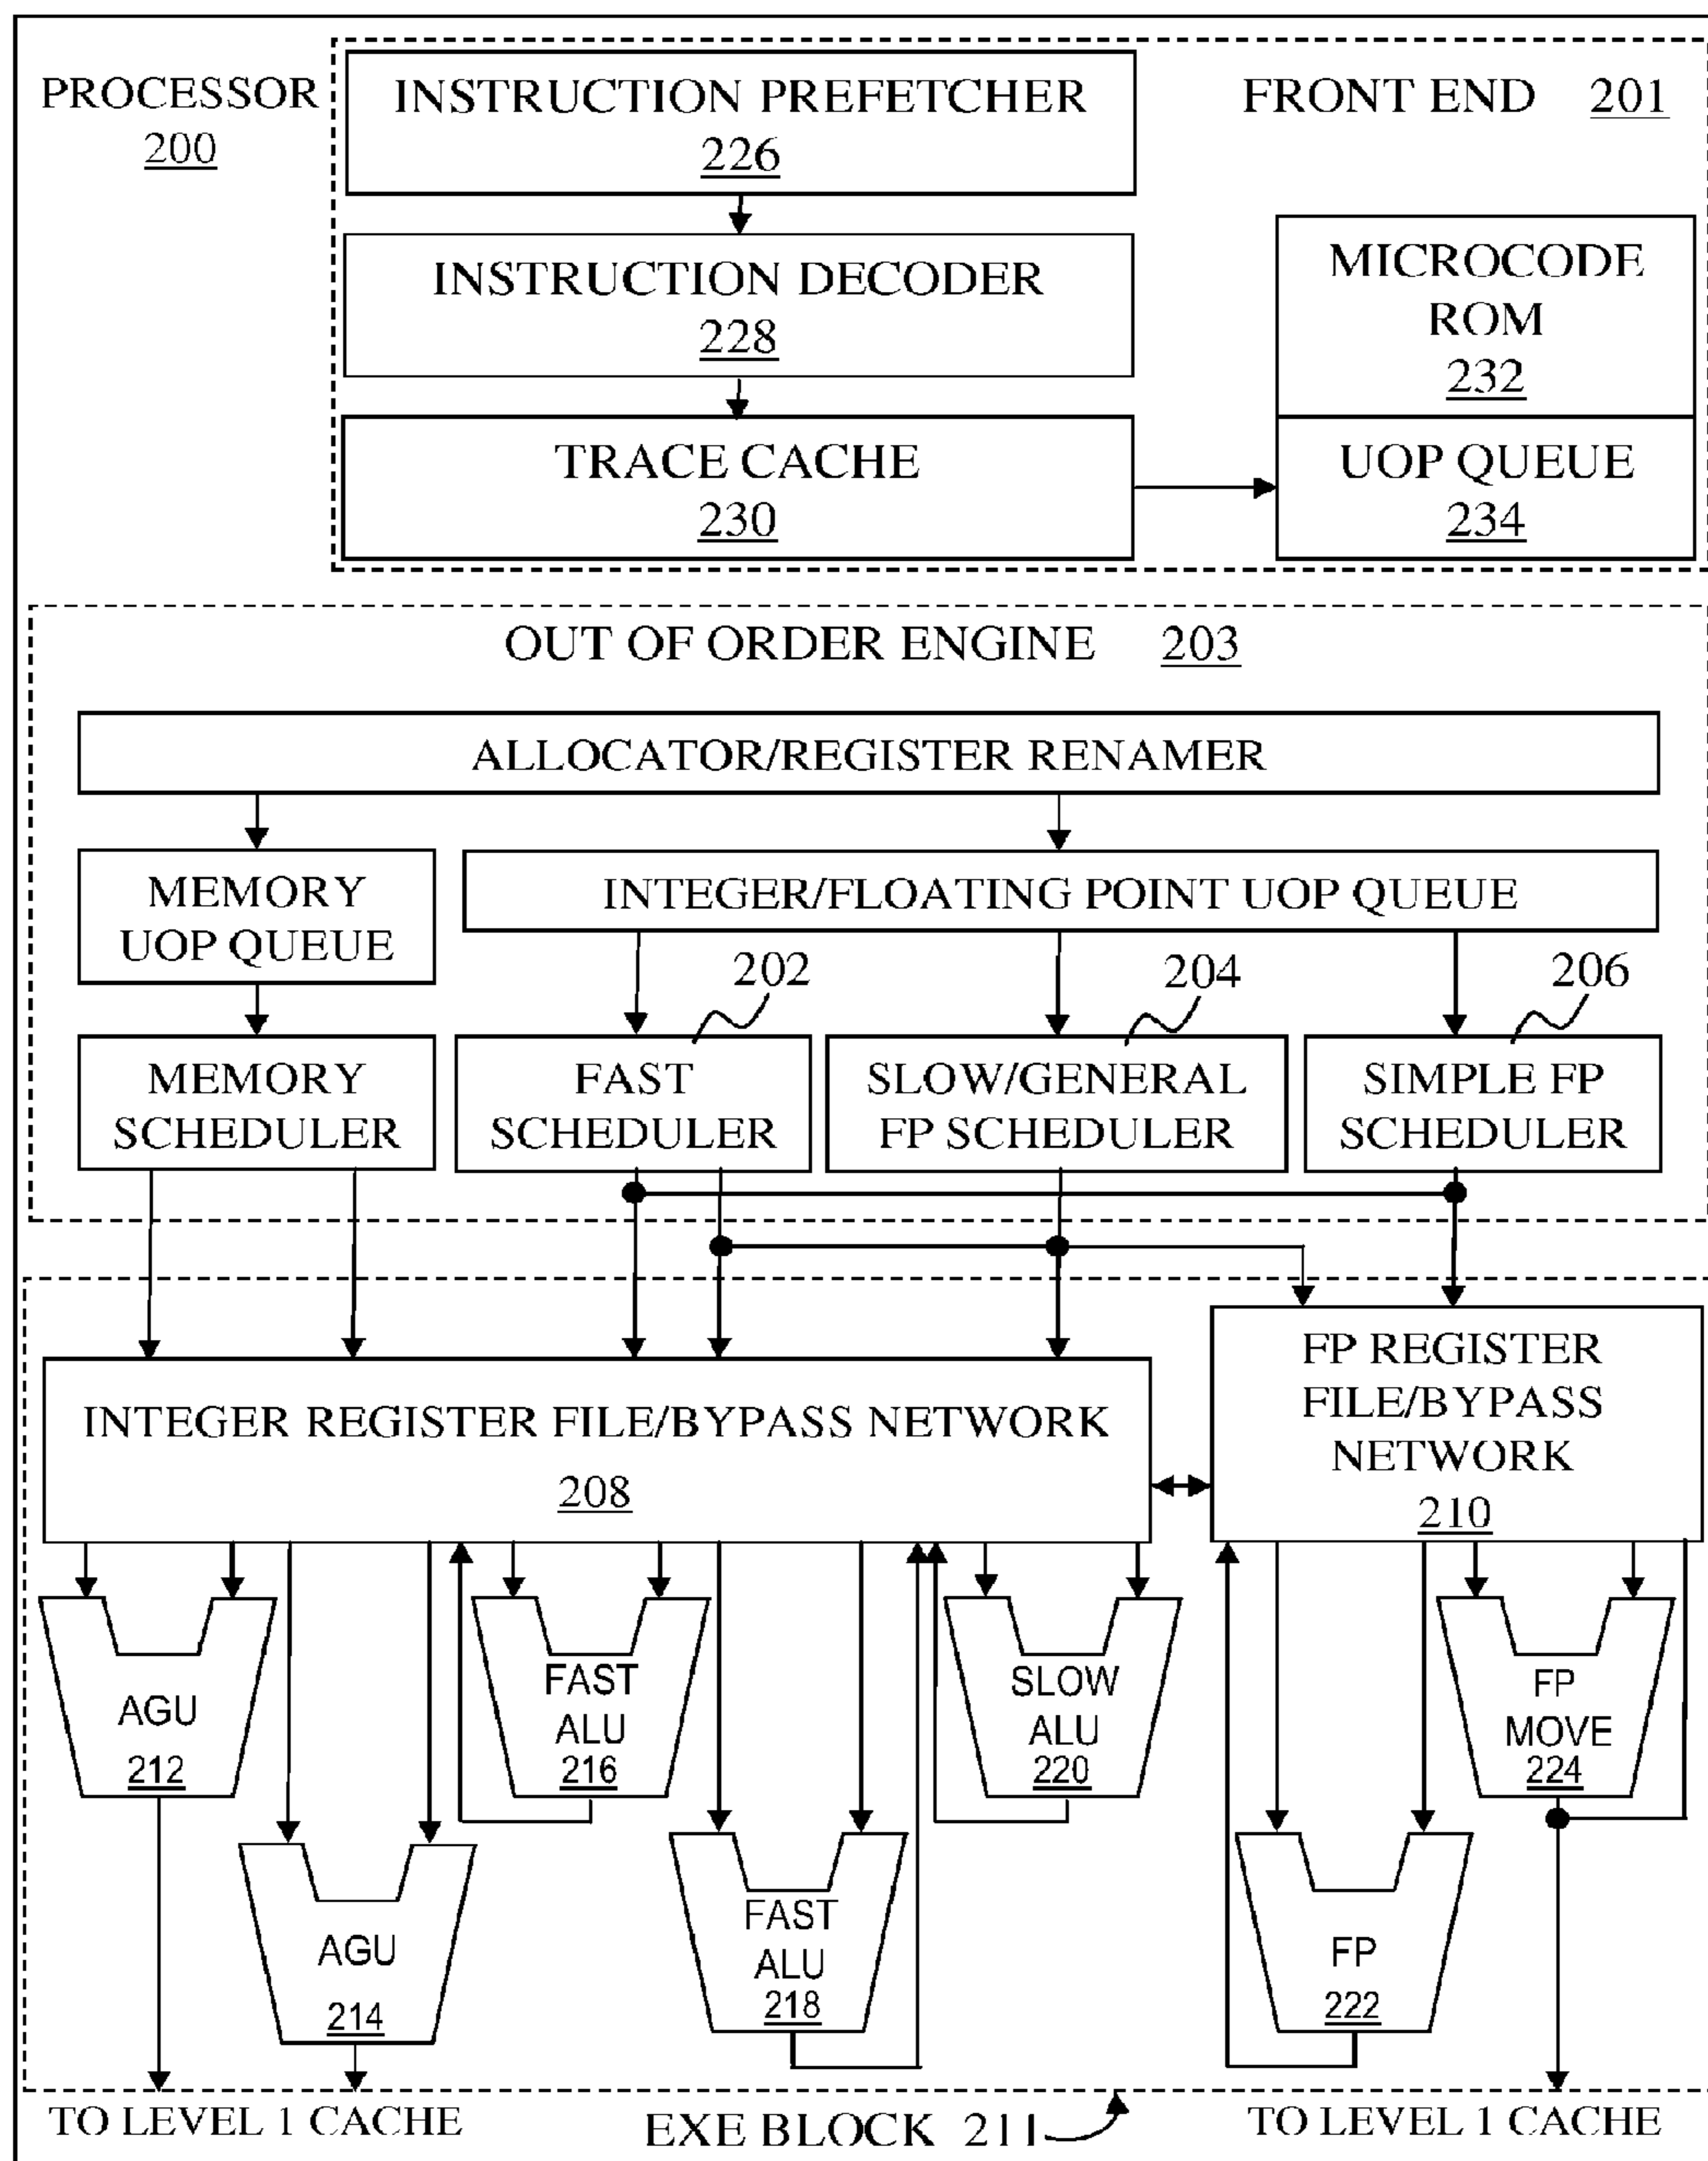 PROCESSOR
200
INSTRUCTION PREFETCHER
226
FRONT END 201
INSTRUCTION DECODER
228
MICROCODE
ROM
232
TRACE CACHE
230
UOP QUEUE
234
OUT OF ORDER ENGINE 203
ALLOCATOR/REGISTER RENAMER
MEMORY
UOP QUEUE
INTEGER/FLOATING POINT UOP QUEUE
202
204
206
MEMORY
SCHEDULER
FAST
SCHEDULER
SLOW/GENERAL
FP SCHEDULER
SIMPLE FP
SCHEDULER
INTEGER REGISTER FILE/BYPASS NETWORK
208
FP REGISTER
FILE/BYPASS
NETWORK
210
AGU
212
FAST
ALU
216
SLOW
ALU
220
FP
MOVE
224
AGU
214
FAST
ALU
218
FP
222
TO LEVEL 1 CACHE
EXE BLOCK 211
TO LEVEL 1 CACHE